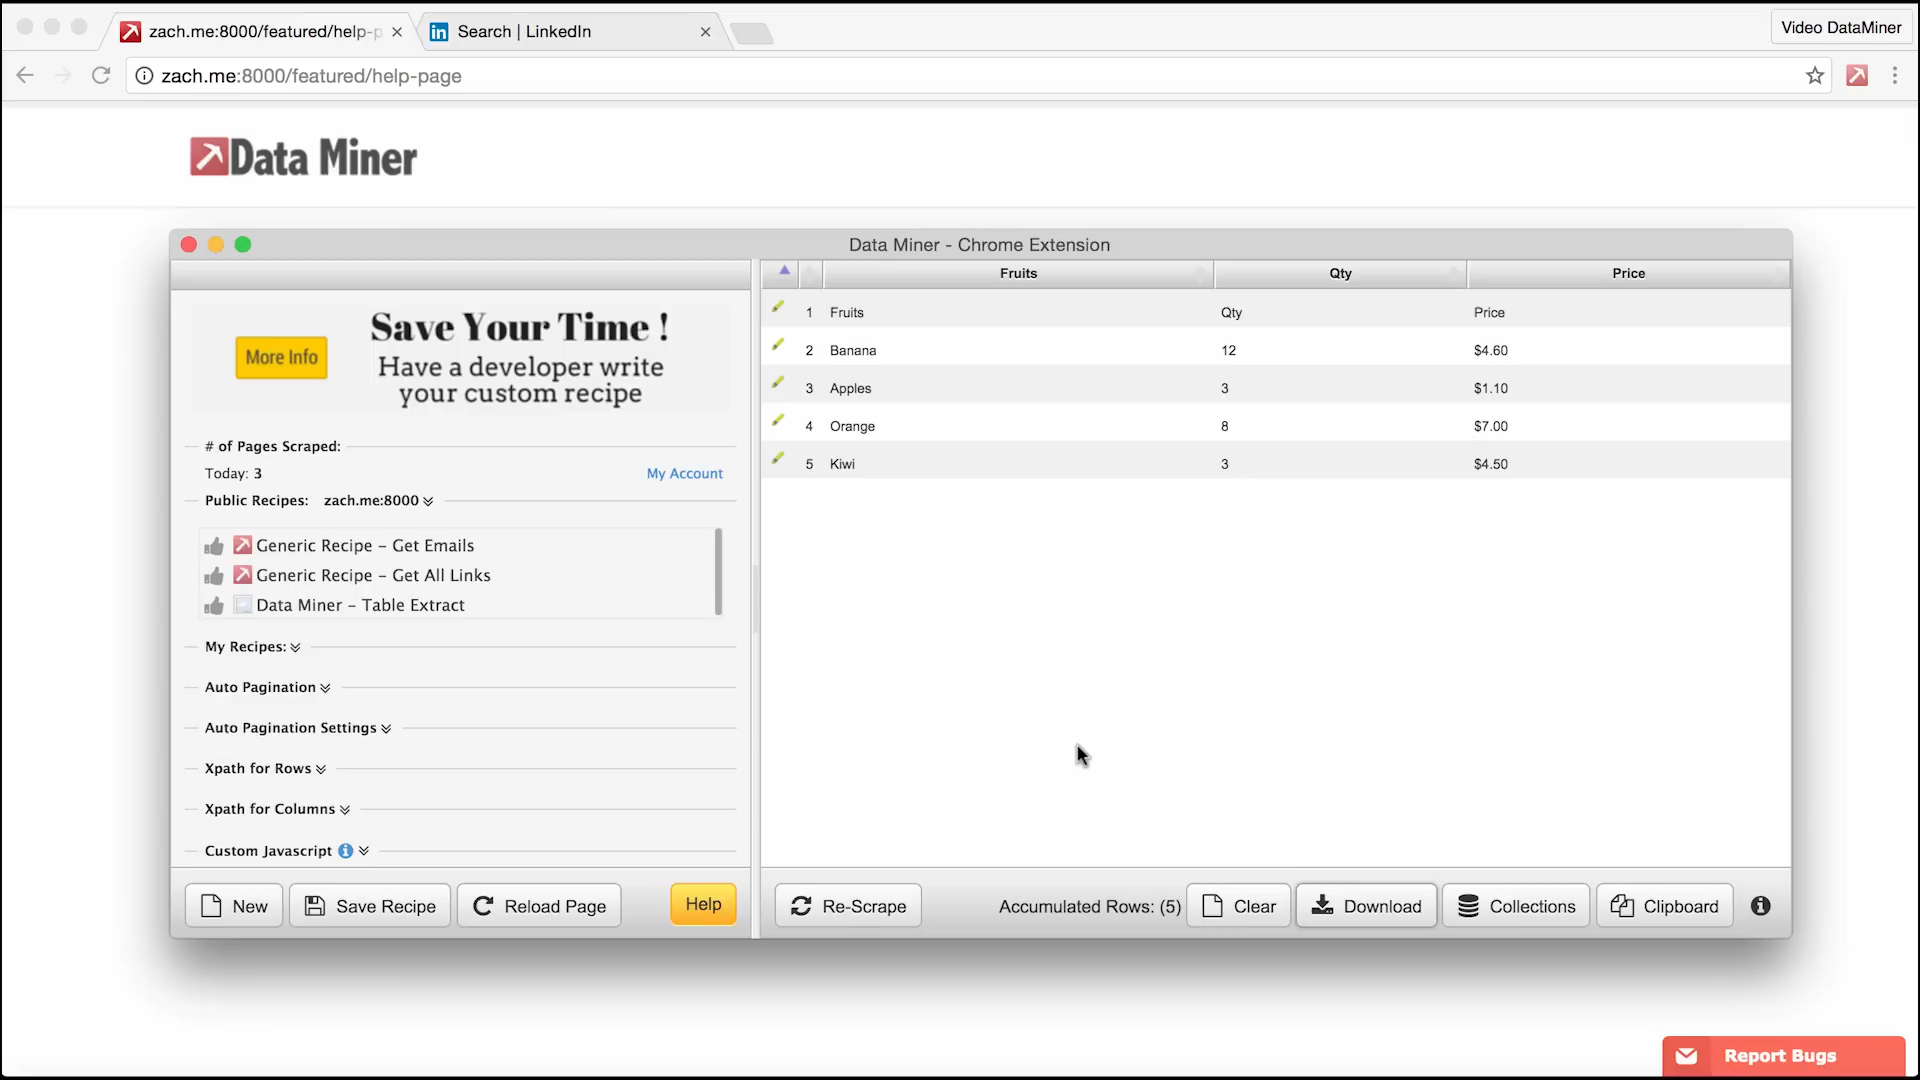 zach.me:8000/featured/help-p
Search | LinkedIn
Video DataMiner
zach.me:8000/featured/help-page
Data Miner
Data Miner - Chrome Extension
More Info
Save Your Time !
Have a developer write
your custom recipe
# of Pages Scraped:
Today: 3
My Account
Public Recipes: zach.me:8000
Generic Recipe – Get Emails
Generic Recipe – Get All Links
Data Miner – Table Extract
My Recipes:
Auto Pagination
Auto Pagination Settings
Xpath for Rows
Xpath for Columns
Custom Javascript
New
Save Recipe
Reload Page
Help
Fruits Qty Price
1 Fruits Qty Price
2 Banana 12 $4.60
3 Apples 3 $1.10
4 Orange 8 $7.00
5 Kiwi 3 $4.50
Re-Scrape
Accumulated Rows: (5)
Clear
Download
Collections
Clipboard
Report Bugs